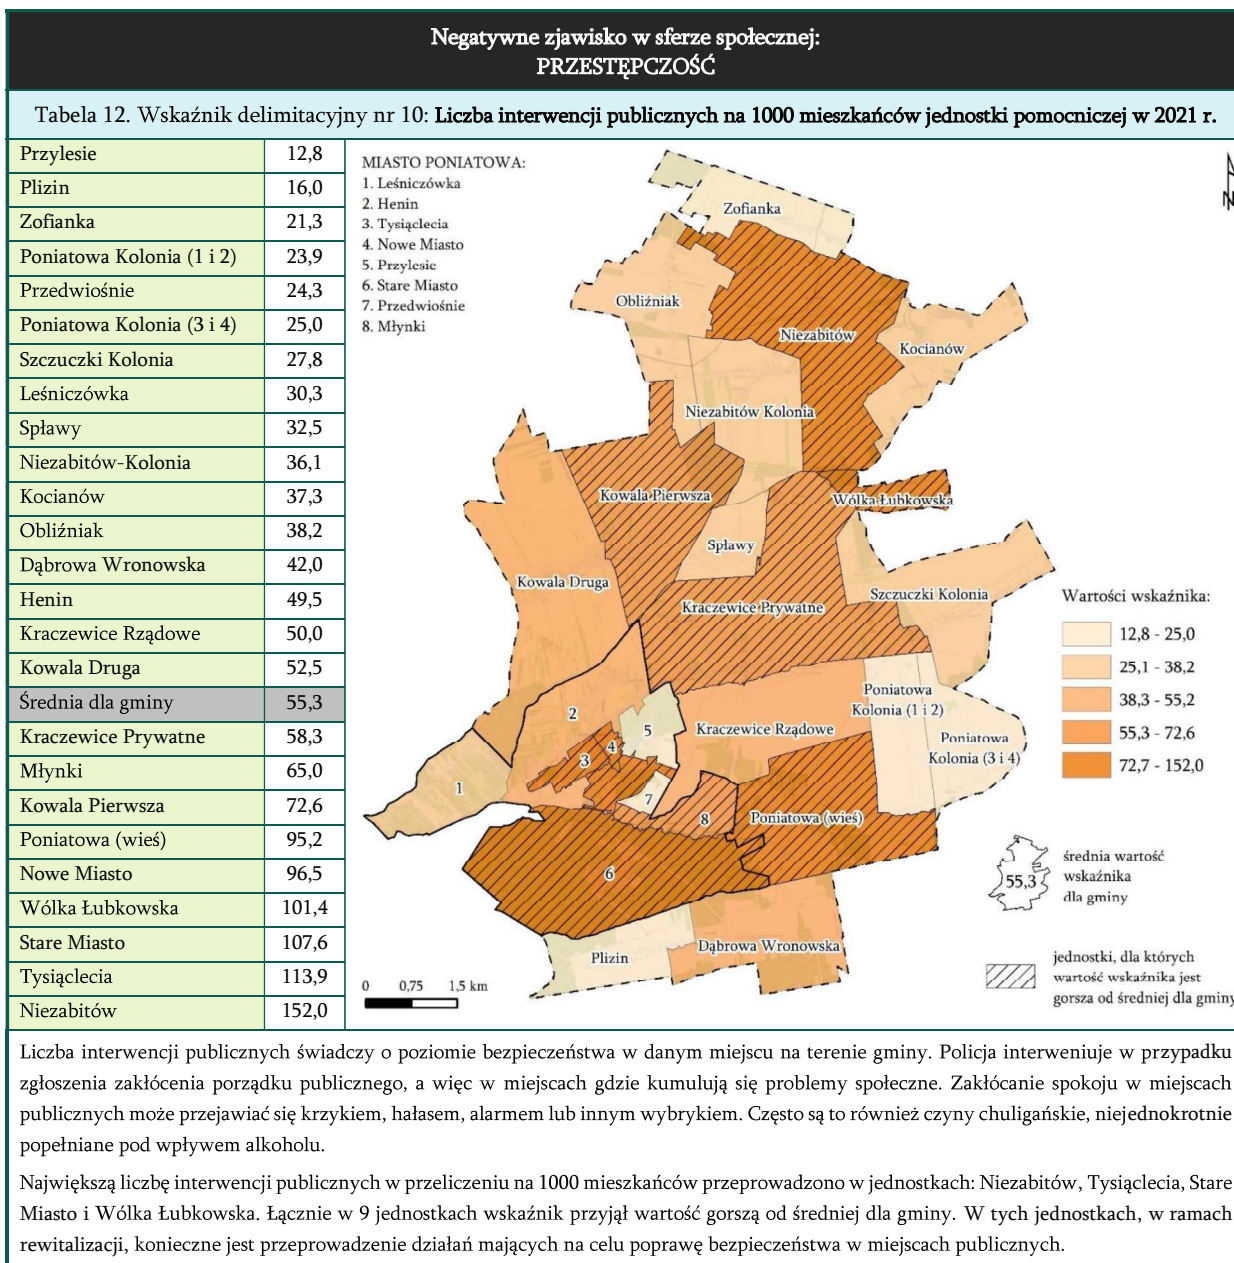 Negatywne zjawisko w sferze społecznej:
PRZESTĘPCZOŚĆ
Tabela 12. Wskaźnik delimitacyjny nr 10: Liczba interwencji publicznych na 1000 mieszkańców jednostki pomocniczej w 2021 r.
Przylesie 12,8
Plizin 16,0
Zofianka 21,3
Poniatowa Kolonia (1 i 2) 23,9
Przedwiośnie 24,3
Poniatowa Kolonia (3 i 4) 25,0
Szczuczki Kolonia 27,8
Leśniczówka 30,3
Spławy 32,5
Niezabitów-Kolonia 36,1
Kocianów 37,3
Obliźniak 38,2
Dąbrowa Wronowska 42,0
Henin 49,5
Kraczewice Rządowe 50,0
Kowala Druga 52,5
Średnia dla gminy 55,3
Kraczewice Prywatne 58,3
Młynki 65,0
Kowala Pierwsza 72,6
Poniatowa (wieś) 95,2
Nowe Miasto 96,5
Wólka Łubkowska 101,4
Stare Miasto 107,6
Tysiąclecia 113,9
Niezabitów 152,0
MIASTO PONIATOWA:
1. Leśniczówka
2. Henin
3. Tysiąclecia
4. Nowe Miasto
5. Przylesie
6. Stare Miasto
7. Przedwiośnie
8. Młynki
N
Zofianka
Obliźniak
Niezabitów
Kocianów
Niezabitów Kolonia
Kowala Pierwsza
Wólka Łubkowska
Spławy
Kowala Druga
Kraczewice Prywatne
Szczuczki Kolonia
Poniatowa
Kolonia (1 i 2)
Kraczewice Rządowe
Poniatowa
Kolonia (3 i 4)
2
5
4
3
1
7
8
Poniatowa (wieś)
6
Dąbrowa Wronowska
Plizin
0 0,75 1,5 km
Wartości wskaźnika:
12,8 - 25,0
25,1 - 38,2
38,3 - 55,2
55,3 - 72,6
72,7 - 152,0
55,3
średnia wartość
wskaźnika
dla gminy
jednostki, dla których
wartość wskaźnika jest
gorsza od średniej dla gminy
Liczba interwencji publicznych świadczy o poziomie bezpieczeństwa w danym miejscu na terenie gminy. Policja interweniuje w przypadku
zgłoszenia zakłócenia porządku publicznego, a więc w miejscach gdzie kumulują się problemy społeczne. Zakłócanie spokoju w miejscach
publicznych może przejawiać się krzykiem, hałasem, alarmem lub innym wybrykiem. Często są to również czyny chuligańskie, niejednokrotnie
popełniane pod wpływem alkoholu.
Największą liczbę interwencji publicznych w przeliczeniu na 1000 mieszkańców przeprowadzono w jednostkach: Niezabitów, Tysiąclecia, Stare
Miasto i Wólka Łubkowska. Łącznie w 9 jednostkach wskaźnik przyjął wartość gorszą od średniej dla gminy. W tych jednostkach, w ramach
rewitalizacji, konieczne jest przeprowadzenie działań mających na celu poprawę bezpieczeństwa w miejscach publicznych.